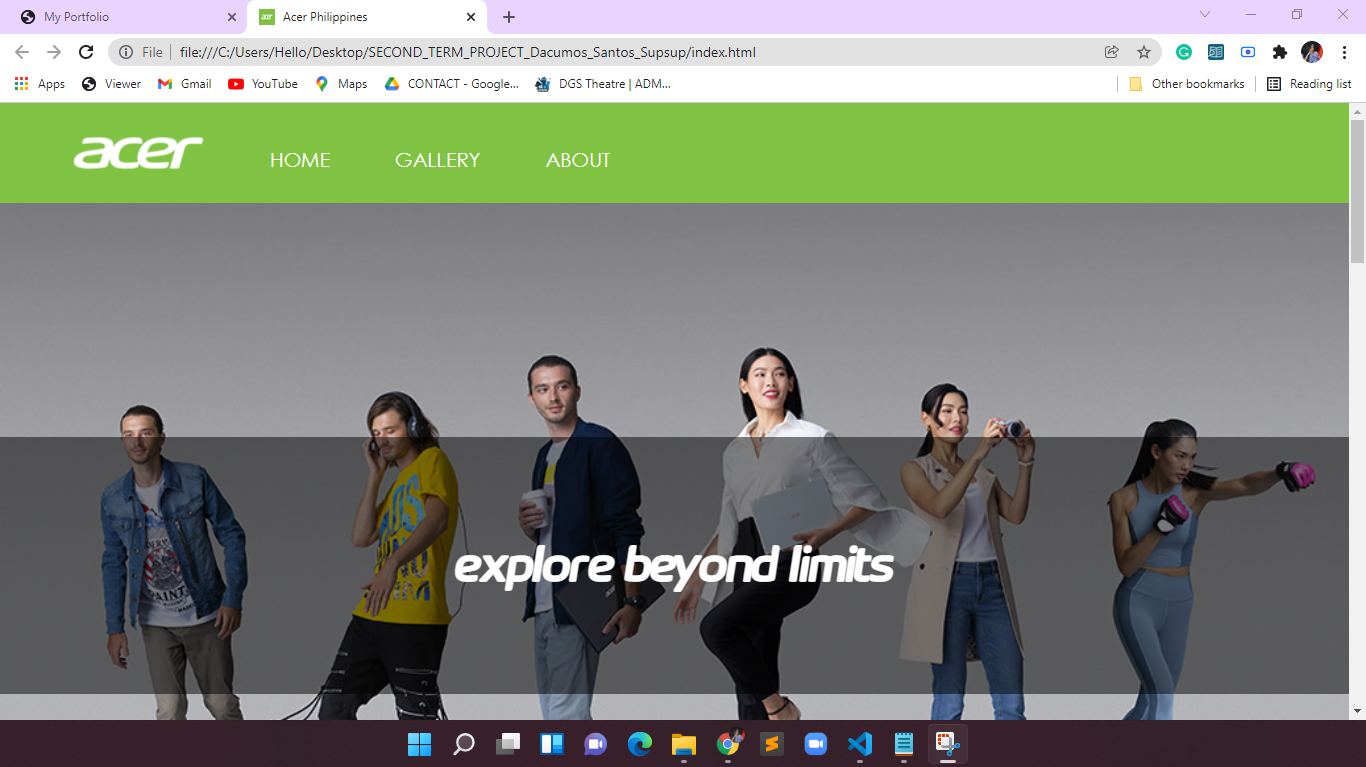 My Portfolio
acer Acer Philippines
File file:///C:/Users/Hello/Desktop/SECOND_TERM_PROJECT_Dacumos_Santos_Supsup/index.html
Apps Viewer Gmail YouTube Maps CONTACT - Google... DGS Theatre | ADM... Other bookmarks Reading list
acer HOME GALLERY ABOUT
explore beyond limits